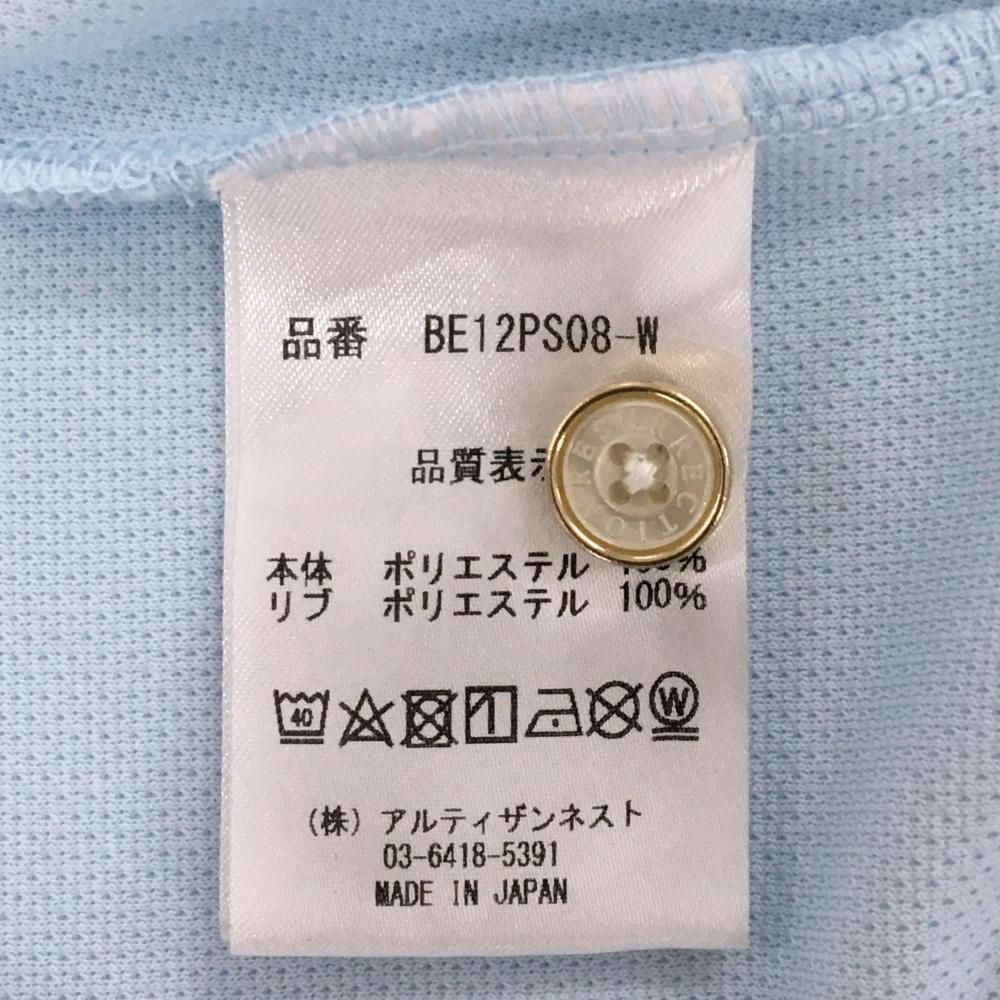 品番 BE12PS08-W
品質表示
本体 ポリエステル 100%
リブ ポリエステル 100%
40
W
(株)アルティザンネスト
03-6418-5391
MADE IN JAPAN